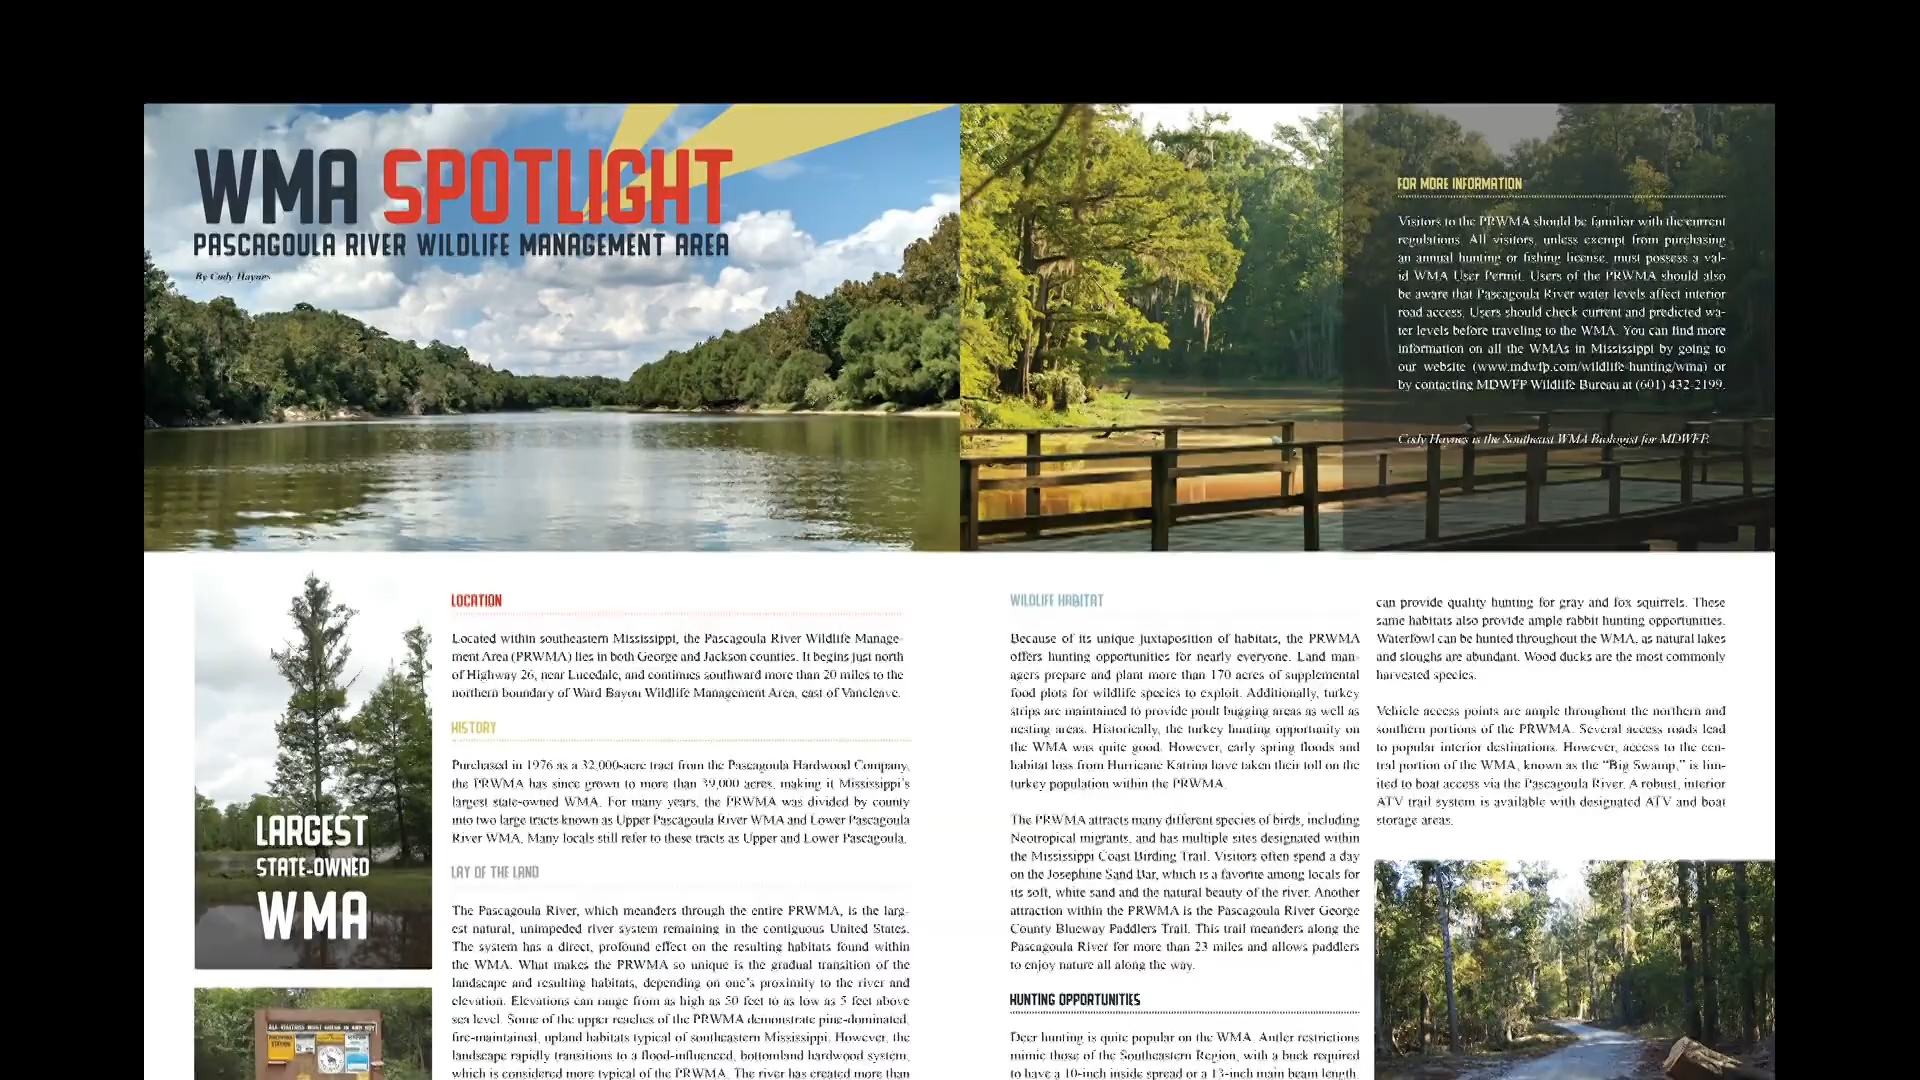 WMA SPOTLIGHT
PASCAGOULA RIVER WILDLIFE MANAGEMENT AREA
By Cody Haynes
FOR MORE INFORMATION
Visitors to the PRWMA should be familiar with the current
regulations. All visitors, unless exempt from purchasing
an annual hunting or fishing license, must possess a val-
id WMA User Permit. Users of the PRWMA should also
be aware that Pascagoula River water levels affect interior
road access. Users should check current and predicted wa-
ter levels before traveling to the WMA. You can find more
information on all the WMAs in Mississippi by going to
our website (www.mdwfp.com/wildlife-hunting/wma) or
by contacting MDWFP Wildlife Bureau at (601) 432-2199.
Cody Haynes is the Southeast WMA Biologist for MDWFP.
LARGEST
STATE-OWNED
WMA
ALL VISITORS MUST CHECK IN AND OUT
LOCATION
Located within southeastern Mississippi, the Pascagoula River Wildlife Manage-
ment Area (PRWMA) lies in both George and Jackson counties. It begins just north
of Highway 26, near Lucedale, and continues southward more than 20 miles to the
northern boundary of Ward Bayou Wildlife Management Area, east of Vancleave.
HISTORY
Purchased in 1976 as a 32,000-acre tract from the Pascagoula Hardwood Company,
the PRWMA has since grown to more than 39,000 acres, making it Mississippi's
largest state-owned WMA. For many years, the PRWMA was divided by county
into two large tracts known as Upper Pascagoula River WMA and Lower Pascagoula
River WMA. Many locals still refer to these tracts as Upper and Lower Pascagoula.
LAY OF THE LAND
The Pascagoula River, which meanders through the entire PRWMA, is the larg-
est natural, unimpeded river system remaining in the contiguous United States.
The system has a direct, profound effect on the resulting habitats found within
the WMA. What makes the PRWMA so unique is the gradual transition of the
landscape and resulting habitats, depending on one's proximity to the river and
elevation. Elevations can range from as high as 50 feet to as low as 5 feet above
sea level. Some of the upper reaches of the PRWMA demonstrate pine-dominated,
fire-maintained, upland habitats typical of southeastern Mississippi. However, the
landscape rapidly transitions to a flood-influenced, bottomland hardwood system,
which is considered more typical of the PRWMA. The river has created more than
WILDLIFE HABITAT
Because of its unique juxtaposition of habitats, the PRWMA
offers hunting opportunities for nearly everyone. Land man-
agers prepare and plant more than 170 acres of supplemental
food plots for wildlife species to exploit. Additionally, turkey
strips are maintained to provide poult bugging areas as well as
nesting areas. Historically, the turkey hunting opportunity on
the WMA was quite good. However, early spring floods and
habitat loss from Hurricane Katrina have taken their toll on the
turkey population within the PRWMA.
The PRWMA attracts many different species of birds, including
Neotropical migrants, and has multiple sites designated within
the Mississippi Coast Birding Trail. Visitors often spend a day
on the Josephine Sand Bar, which is a favorite among locals for
its soft, white sand and the natural beauty of the river. Another
attraction within the PRWMA is the Pascagoula River George
County Blueway Paddlers Trail. This trail meanders along the
Pascagoula River for more than 23 miles and allows paddlers
to enjoy nature all along the way.
HUNTING OPPORTUNITIES
Deer hunting is quite popular on the WMA. Antler restrictions
mimic those of the Southeastern Region, with a buck required
to have a 10-inch inside spread or a 13-inch main beam length.
can provide quality hunting for gray and fox squirrels. These
same habitats also provide ample rabbit hunting opportunities.
Waterfowl can be hunted throughout the WMA, as natural lakes
and sloughs are abundant. Wood ducks are the most commonly
harvested species.
Vehicle access points are ample throughout the northern and
southern portions of the PRWMA. Several access roads lead
to popular interior destinations. However, access to the cen-
tral portion of the WMA, known as the “Big Swamp,” is lim-
ited to boat access via the Pascagoula River. A robust, interior
ATV trail system is available with designated ATV and boat
storage areas.